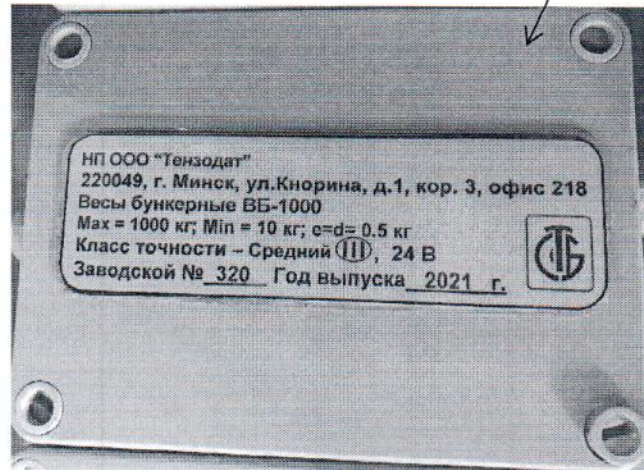 НП ООО "Тензодат"
220049, г. Минск, ул.Кнорина, д.1, кор. 3, офис 218
Весы бункерные ВБ-1000
Max = 1000 кг; Min = 10 кг; e=d= 0.5 кг
Класс точности – Средний (III), 24 В
Заводской № 320 Год выпуска 2021 г.
СТБ